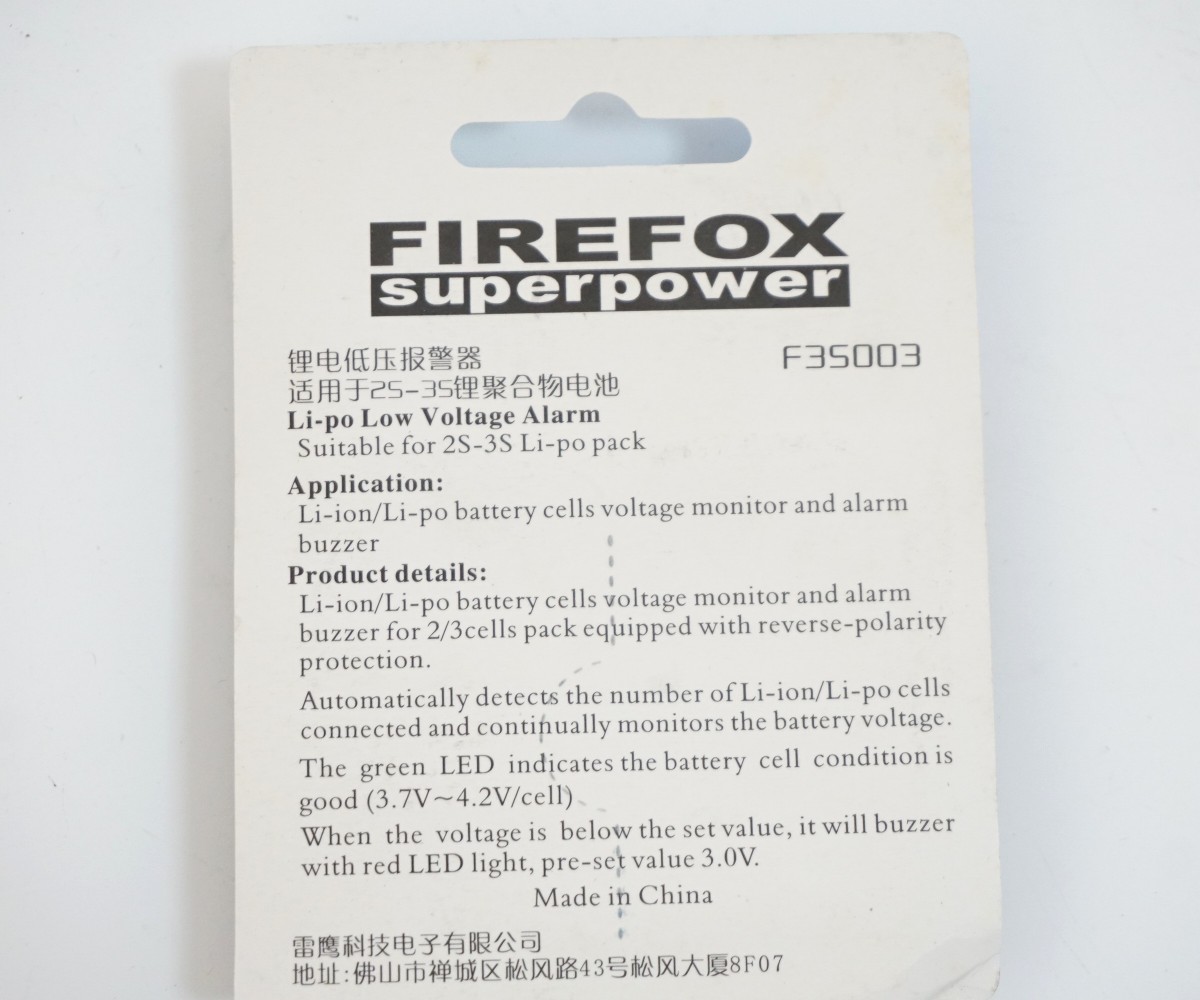 FIREFOX
superpower
锂电低压报警器 F3S003
适用于2S-3S锂聚合物电池
Li-po Low Voltage Alarm
Suitable for 2S-3S Li-po pack
Application:
Li-ion/Li-po battery cells voltage monitor and alarm
buzzer
Product details:
Li-ion/Li-po battery cells voltage monitor and alarm
buzzer for 2/3cells pack equipped with reverse-polarity
protection.
Automatically detects the number of Li-ion/Li-po cells
connected and continually monitors the battery voltage.
The green LED indicates the battery cell condition is
good (3.7V~4.2V/cell)
When the voltage is below the set value, it will buzzer
with red LED light, pre-set value 3.0V.
Made in China
雷鹰科技电子有限公司
地址:佛山市禅城区松风路43号松风大厦8F07